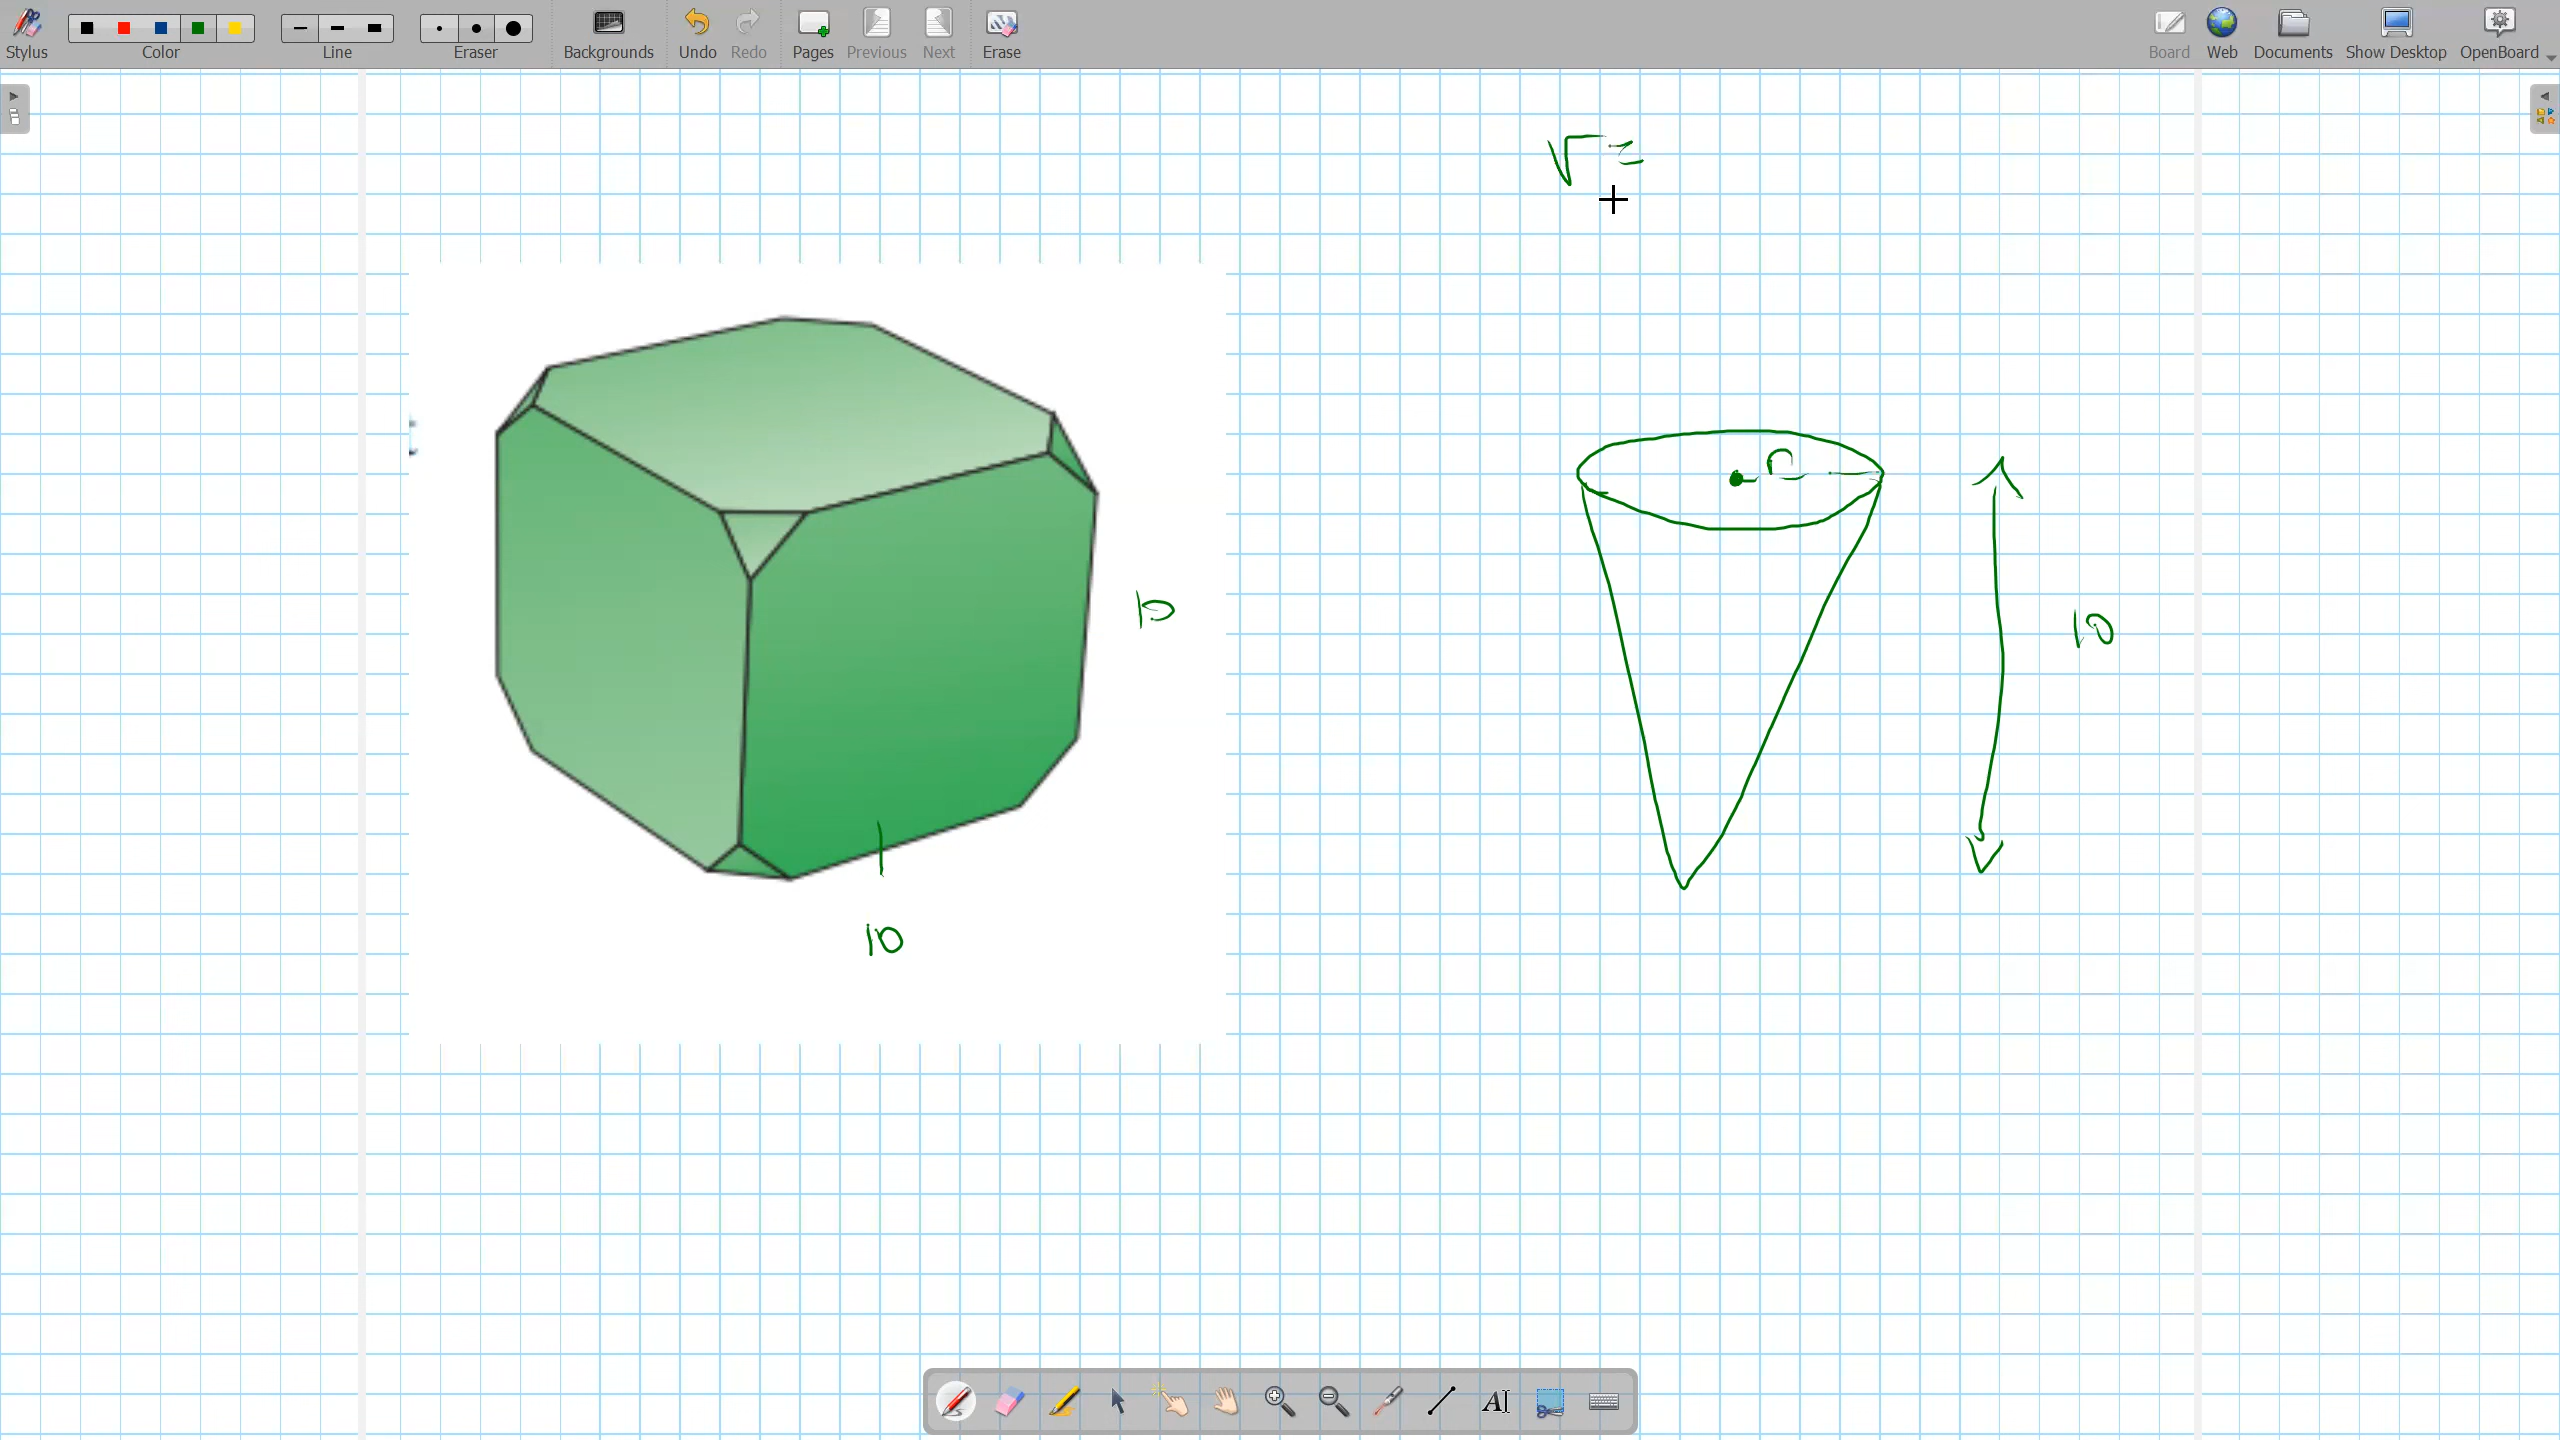 Stylus Color Line Eraser Backgrounds Undo Redo Pages Previous Next Erase Board Web Documents Show Desktop OpenBoard
V =
r
10
10
10